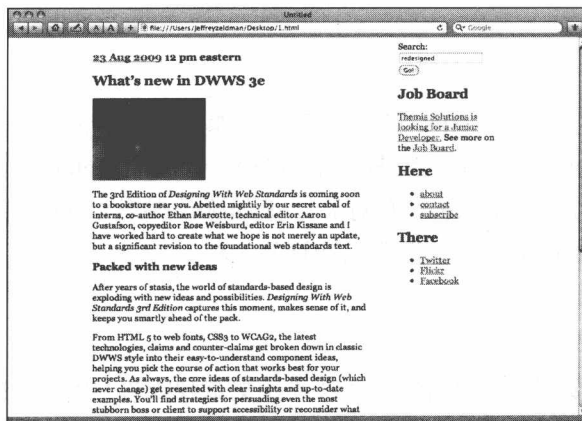 Untitled
A A
file:///Users/jeffreyzeldman/Desktop/1.html
Google
23 Aug 2009 12 pm eastern
What's new in DWWS 3e
The 3rd Edition of Designing With Web Standards is coming soon
to a bookstore near you. Abetted mightily by our secret cabal of
interns, co-author Ethan Marcotte, technical editor Aaron
Gustafson, copyeditor Rose Weisburd, editor Erin Kissane and I
have worked hard to create what we hope is not merely an update,
but a significant revision to the foundational web standards text.
Packed with new ideas
After years of stasis, the world of standards-based design is
exploding with new ideas and possibilities. Designing With Web
Standards 3rd Edition captures this moment, makes sense of it, and
keeps you smartly ahead of the pack.
From HTML 5 to web fonts, CSS3 to WCAG2, the latest
technologies, claims and counter-claims get broken down in classic
DWWS style into their easy-to-understand component ideas,
helping you pick the course of action that works best for your
projects. As always, the core ideas of standards-based design (which
never change) get presented with clear insights and up-to-date
examples. You'll find strategies for persuading even the most
stubborn boss or client to support accessibility or reconsider what
Search:
redesigned
Go!
Job Board
Themis Solutions is
looking for a Junior
Developer. See more on
the Job Board.
Here
about
contact
subscribe
There
Twitter
Flickr
Facebook